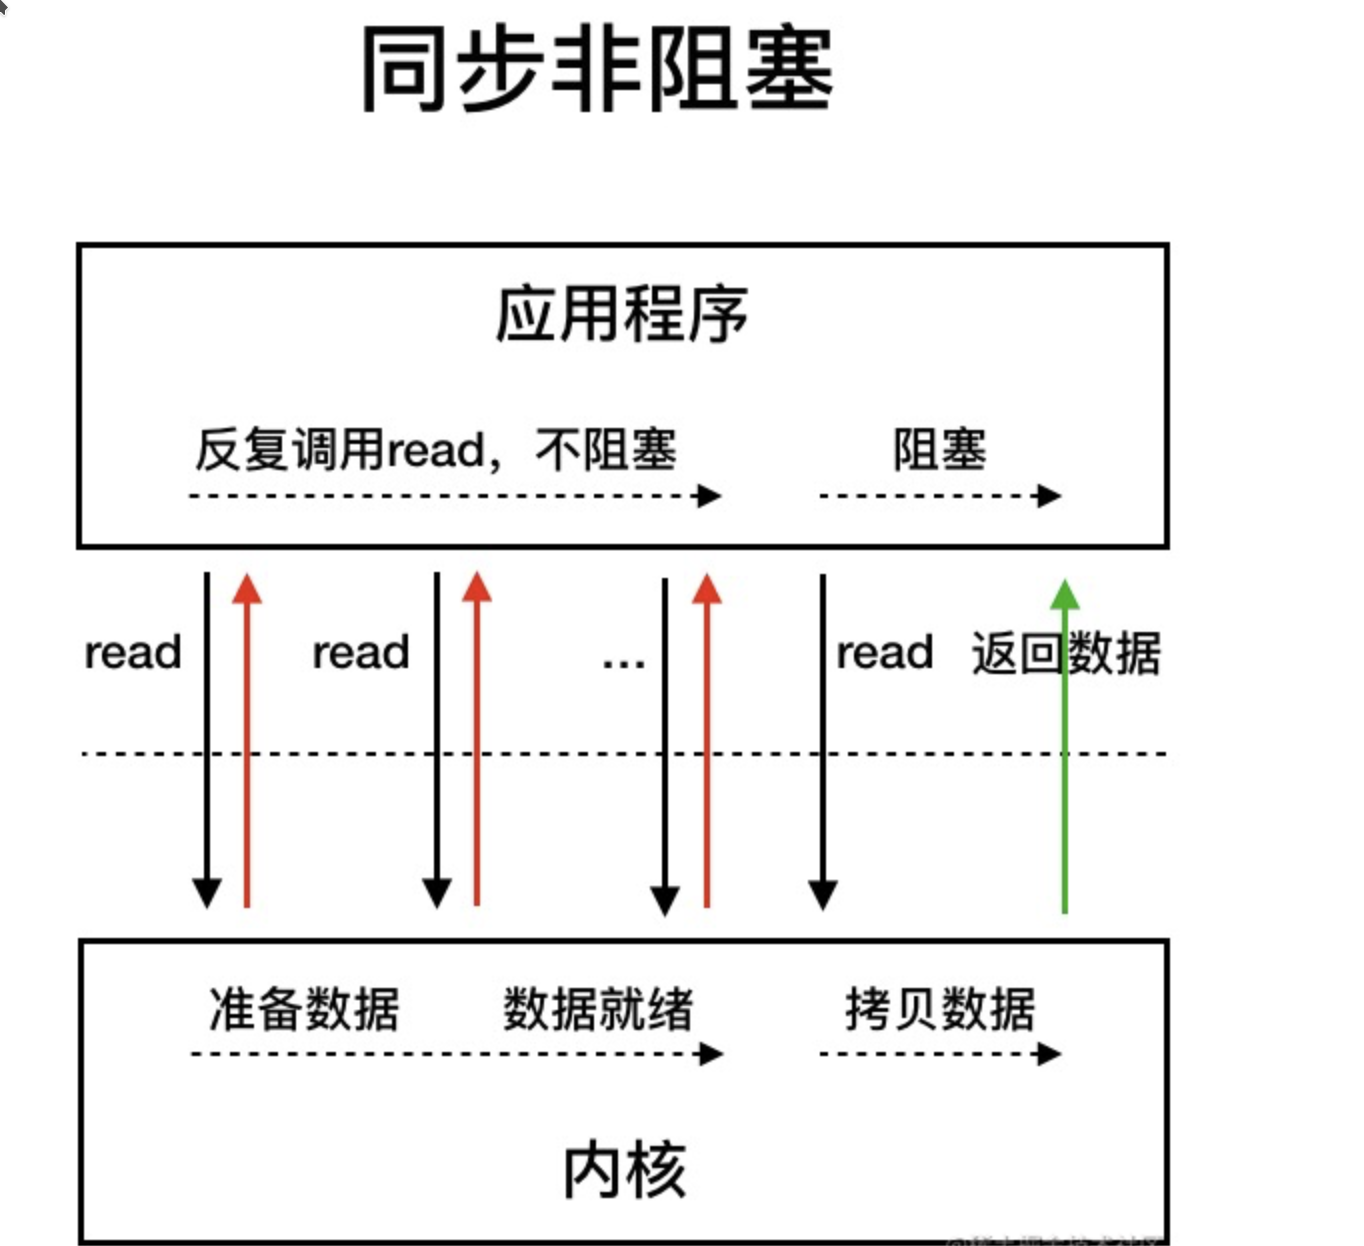 同步非阻塞
应用程序
反复调用read，不阻塞
阻塞
read
read
...
read
返回数据
准备数据
数据就绪
拷贝数据
内核